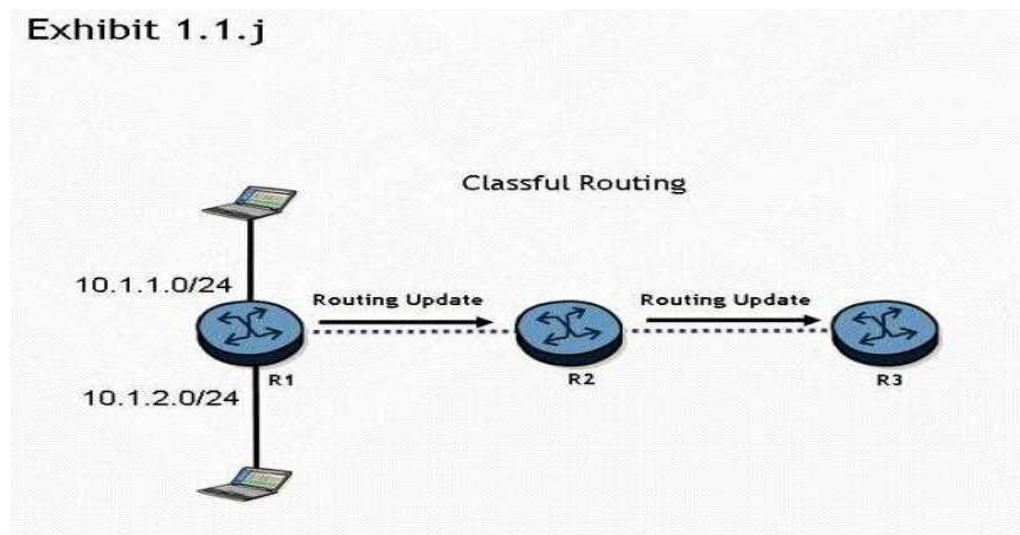 Exhibit 1.1.j
Classful Routing
10.1.1.0/24
Routing Update
Routing Update
R1
R2
R3
10.1.2.0/24